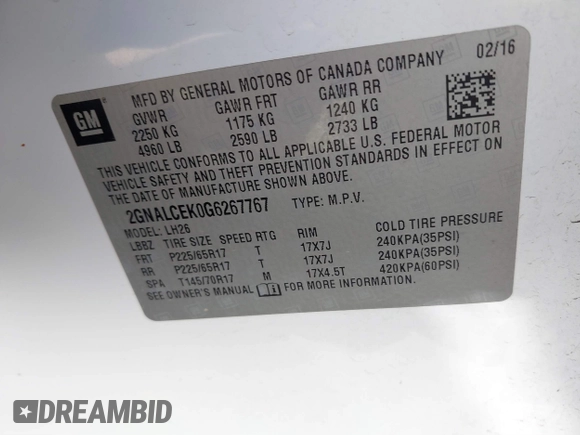 GM
MFD BY GENERAL MOTORS OF CANADA COMPANY 02/16
GVWR GAWR FRT GAWR RR
2250 KG 1175 KG 1240 KG
4960 LB 2590 LB 2733 LB
THIS VEHICLE CONFORMS TO ALL APPLICABLE U.S. FEDERAL MOTOR
VEHICLE SAFETY AND THEFT PREVENTION STANDARDS IN EFFECT ON
THE DATE OF MANUFACTURE SHOWN ABOVE.
2GNALCEK0G6267767 TYPE: M.P.V.
MODEL: LH26
LBBZ TIRE SIZE SPEED RTG RIM COLD TIRE PRESSURE
FRT P225/65R17 T 17X7J 240KPA(35PSI)
RR P225/65R17 T 17X7J 240KPA(35PSI)
SPA T145/70R17 M 17X4.5T 420KPA(60PSI)
SEE OWNER'S MANUAL FOR MORE INFORMATION.
DREAMBID